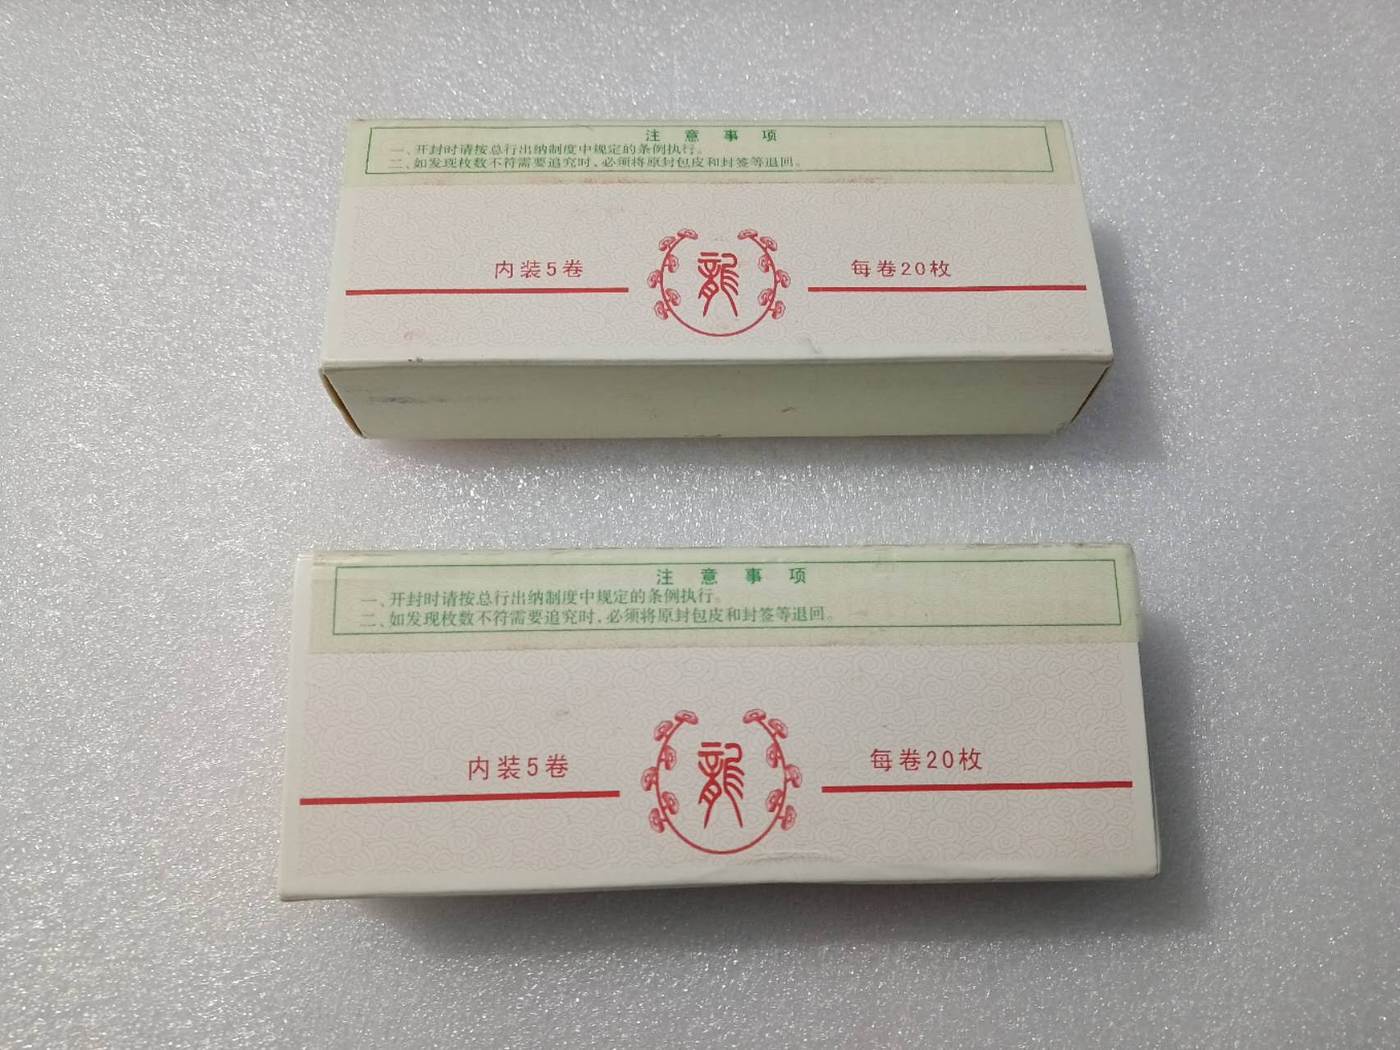 注意事项
一、开封时请按总行出纳制度中规定的条例执行。
二、如发现枚数不符需要追究时，必须将原封包皮和封签等退回。
内装5卷
龍
每卷20枚
注意事项
一、开封时请按总行出纳制度中规定的条例执行。
二、如发现枚数不符需要追究时，必须将原封包皮和封签等退回。
内装5卷
龍
每卷20枚